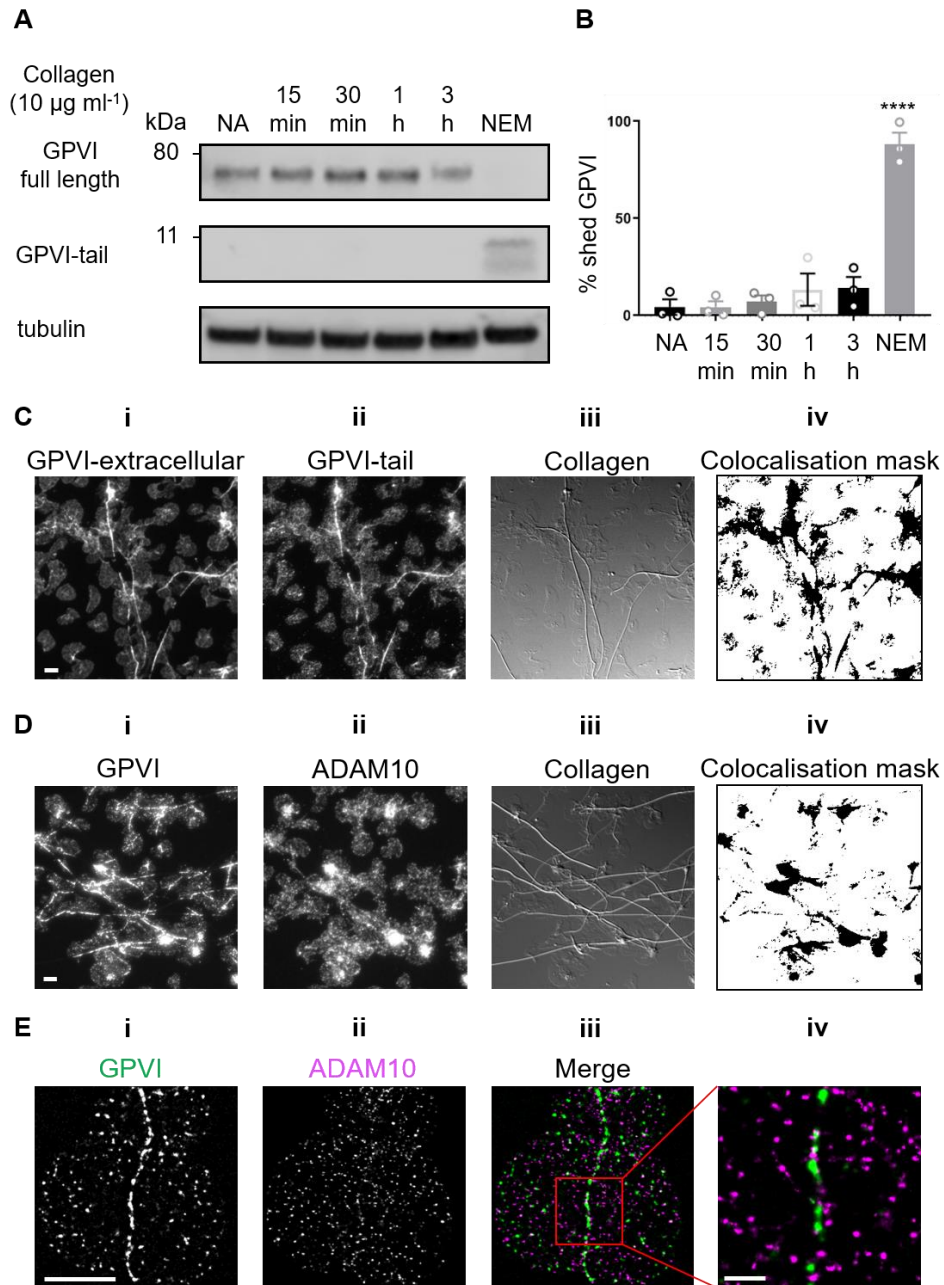 A
Collagen
(10 µg ml-1)
kDa
NA
15 min
30 min
1 h
3 h
NEM
GPVI full length
80
GPVI-tail
11
tubulin
B
****
% shed GPVI
100
50
0
NA
15 min
30 min
1 h
3 h
NEM
C
i ii iii iv
GPVI-extracellular GPVI-tail Collagen Colocalisation mask
D
i ii iii iv
GPVI ADAM10 Collagen Colocalisation mask
E
i ii iii iv
GPVI ADAM10 Merge